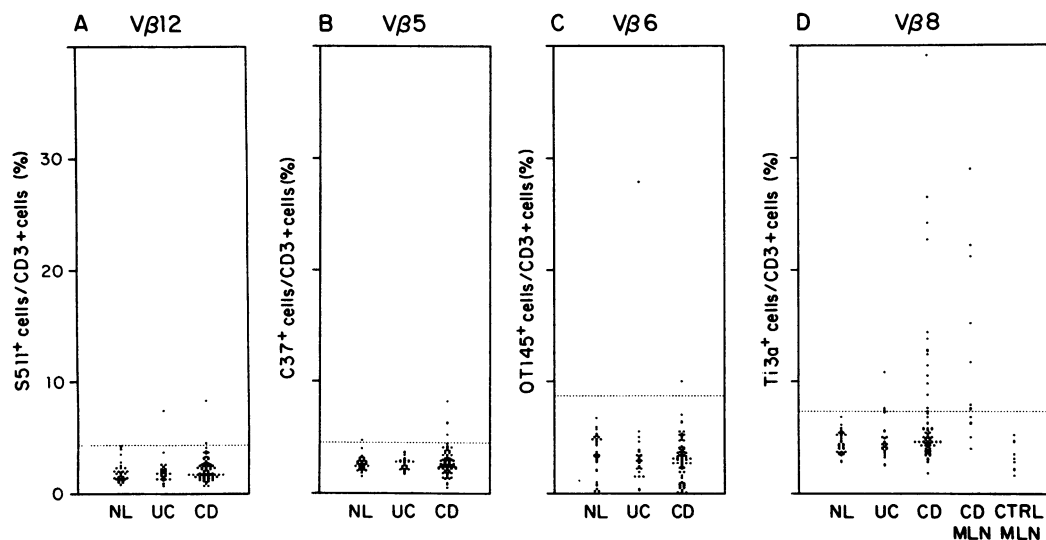 A Vβ12
S511+ cells/CD3+cells (%)
30
20
10
0
NL UC CD
B Vβ5
C37+ cells/CD3+cells (%)
NL UC CD
C Vβ6
OT145+ cells/CD3+cells (%)
NL UC CD
D Vβ8
Ti3a+ cells/CD3+cells (%)
NL UC CD CD CTRL
MLN MLN